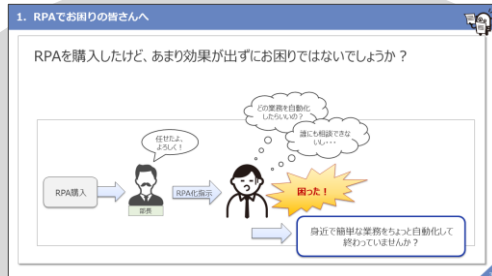 1. RPAでお困りの皆さんへ
RPAを購入したけど、あまり効果が出ずにお困りではないでしょうか？
どの業務を自動化
したらいいの？
誰にも相談できな
いし・・・
任せたよ、
よろしく！
RPA購入
部長
RPA化指示
困った！
身近で簡単な業務をちょっと自動化して
終わっていませんか？